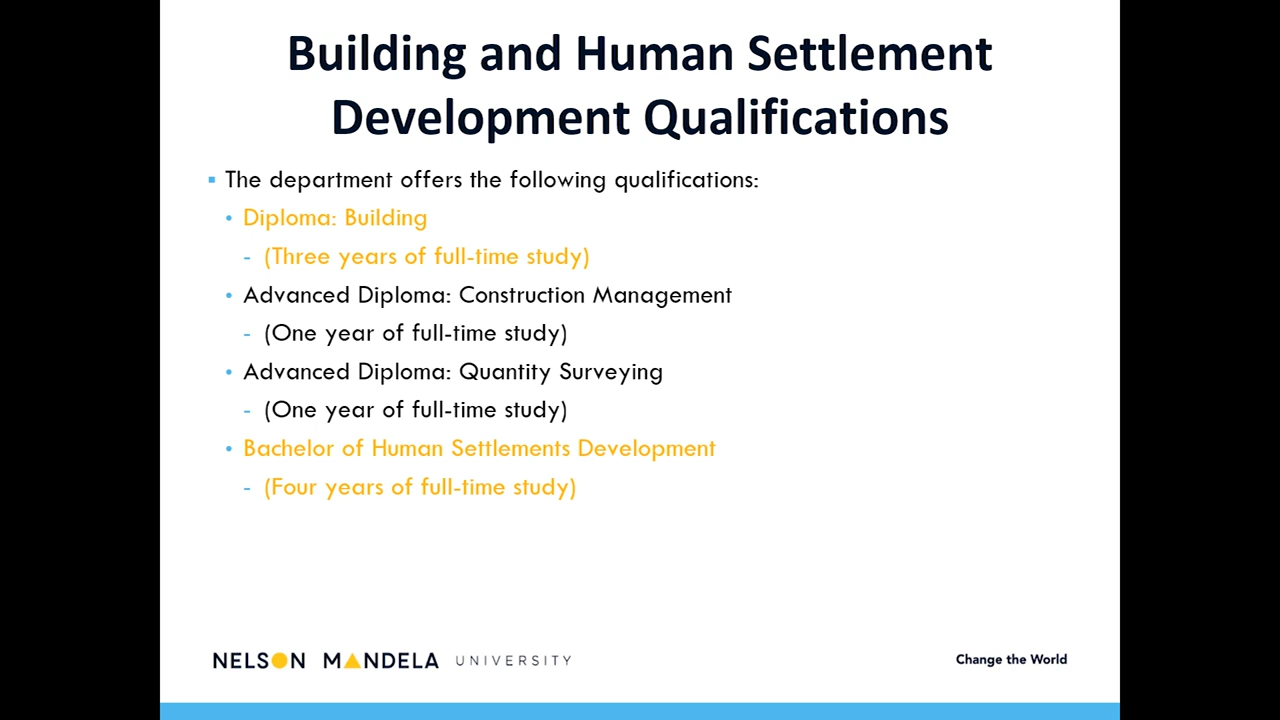 Building and Human Settlement
Development Qualifications
▪ The department offers the following qualifications:
• Diploma: Building
- (Three years of full-time study)
• Advanced Diploma: Construction Management
- (One year of full-time study)
• Advanced Diploma: Quantity Surveying
- (One year of full-time study)
• Bachelor of Human Settlements Development
- (Four years of full-time study)
NELSON MANDELA UNIVERSITY
Change the World